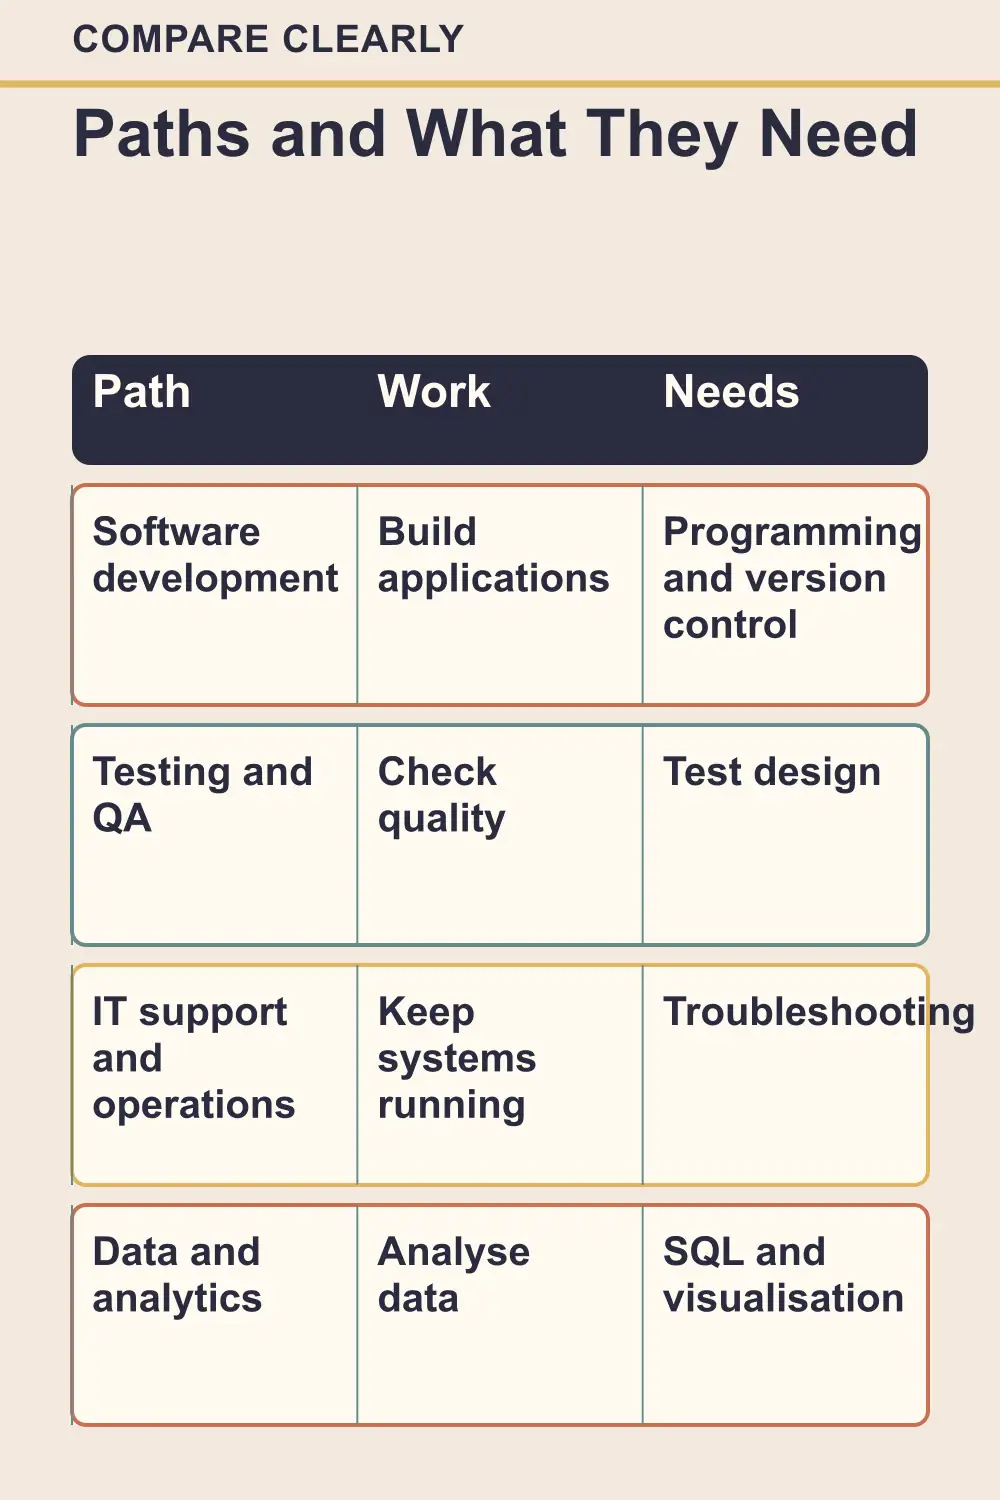 COMPARE CLEARLY
Paths and What They Need
Path
Work
Needs
Software
development
Build
applications
Programming
and version
control
Testing and
QA
Check
quality
Test design
IT support
and
operations
Keep
systems
running
Troubleshooting
Data and
analytics
Analyse
data
SQL and
visualisation